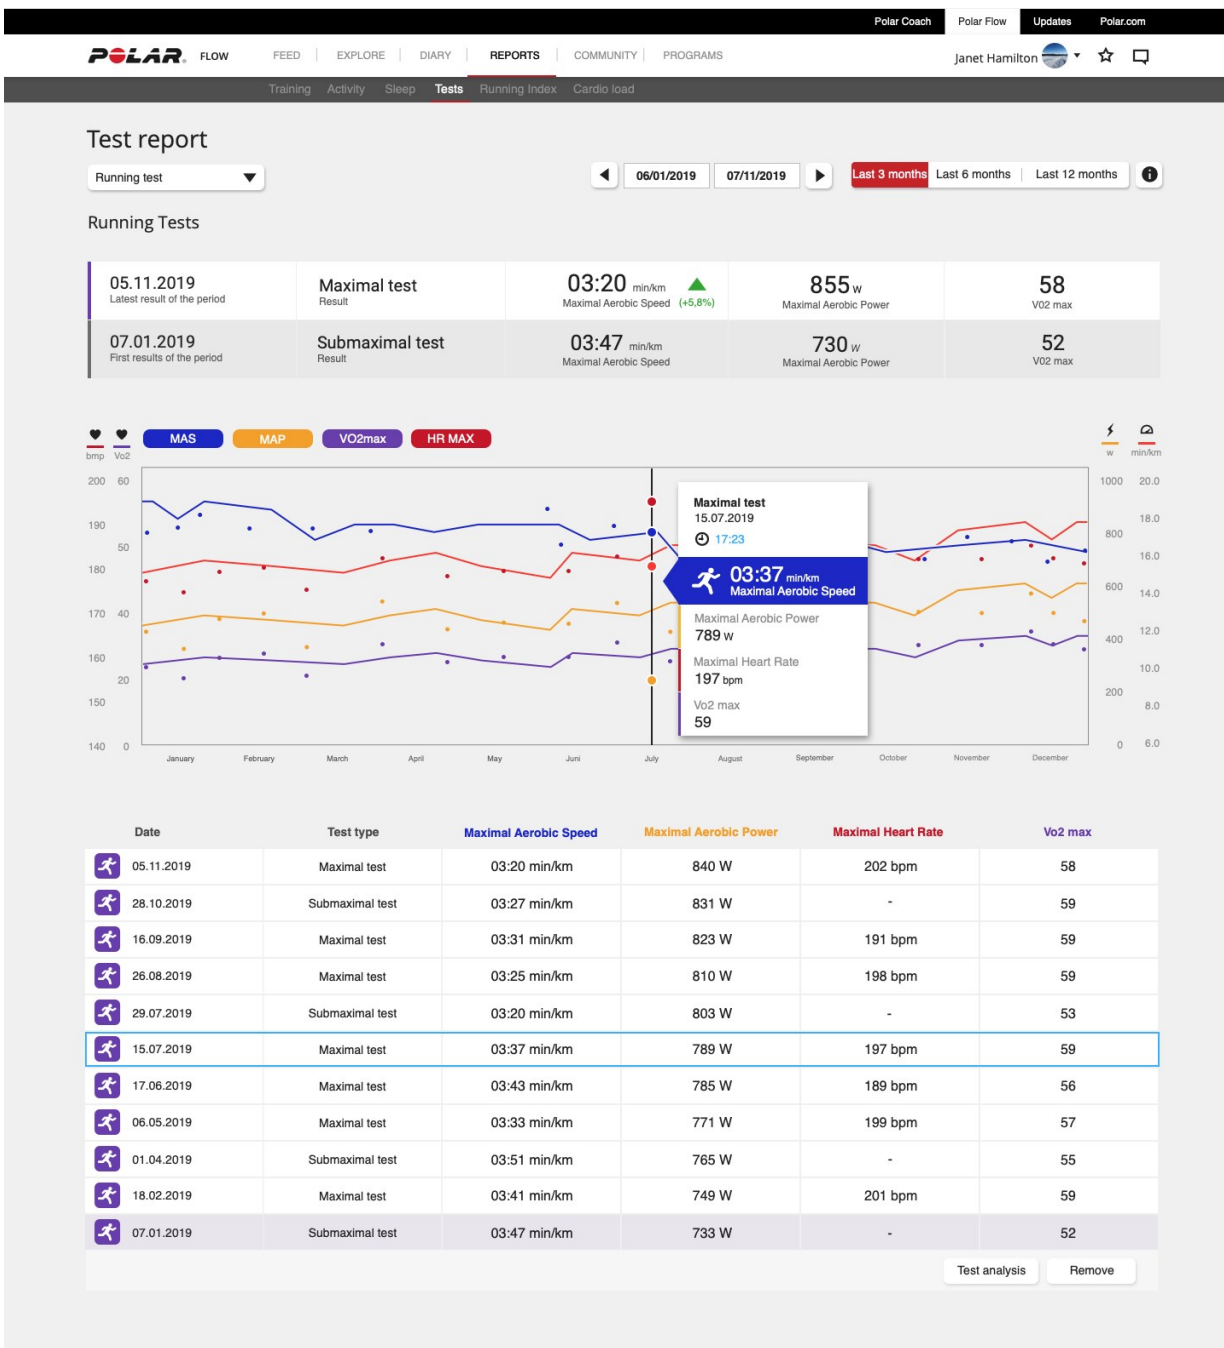 Polar Coach Polar Flow Updates Polar.com
POLAR. FLOW FEED EXPLORE DIARY REPORTS COMMUNITY PROGRAMS Janet Hamilton
Training Activity Sleep Tests Running Index Cardio load
Test report
Running test 06/01/2019 07/11/2019 Last 3 months Last 6 months Last 12 months
Running Tests
05.11.2019 Maximal test 03:20 min/km 855 w 58
Latest result of the period Result Maximal Aerobic Speed (+5,8%) Maximal Aerobic Power V02 max
07.01.2019 Submaximal test 03:47 min/km 730 w 52
First results of the period Result Maximal Aerobic Speed Maximal Aerobic Power V02 max
MAS MAP VO2max HR MAX
bmp Vo2 w min/km
200 60 1000 20.0
190 18.0
800
50
16.0
180
600
14.0
170 40
12.0
400
160
10.0
20
200
150 8.0
140 0 0 6.0
Maximal test
15.07.2019
17:23
03:37 min/km
Maximal Aerobic Speed
Maximal Aerobic Power
789 W
Maximal Heart Rate
197 bpm
Vo2 max
59
January February March April May Juni July August September October November December
Date Test type Maximal Aerobic Speed Maximal Aerobic Power Maximal Heart Rate Vo2 max
05.11.2019 Maximal test 03:20 min/km 840 W 202 bpm 58
28.10.2019 Submaximal test 03:27 min/km 831 W - 59
16.09.2019 Maximal test 03:31 min/km 823 W 191 bpm 59
26.08.2019 Maximal test 03:25 min/km 810 W 198 bpm 59
29.07.2019 Submaximal test 03:20 min/km 803 W - 53
15.07.2019 Maximal test 03:37 min/km 789 W 197 bpm 59
17.06.2019 Maximal test 03:43 min/km 785 W 189 bpm 56
06.05.2019 Maximal test 03:33 min/km 771 W 199 bpm 57
01.04.2019 Submaximal test 03:51 min/km 765 W - 55
18.02.2019 Maximal test 03:41 min/km 749 W 201 bpm 59
07.01.2019 Submaximal test 03:47 min/km 733 W - 52
Test analysis Remove